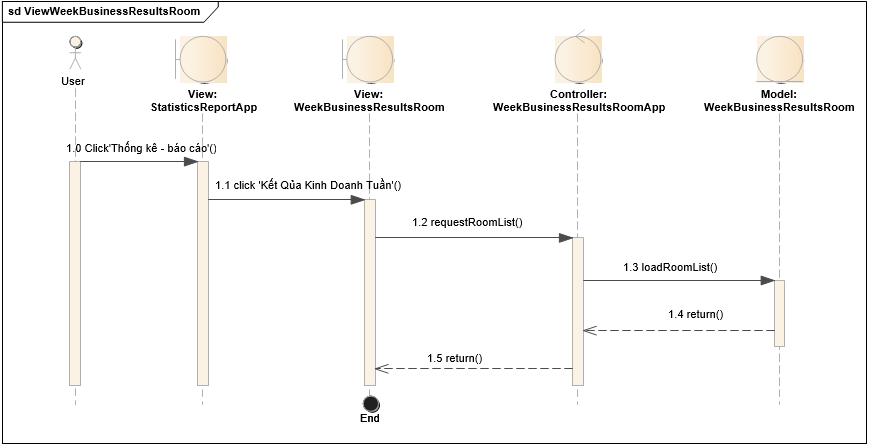 sd ViewWeekBusinessResultsRoom
User
View:
StatisticsReportApp
View:
WeekBusinessResultsRoom
Controller:
WeekBusinessResultsRoomApp
Model:
WeekBusinessResultsRoom
1.0 Click'Thống kê - báo cáo'()
1.1 click 'Kết Qủa Kinh Doanh Tuần'()
1.2 requestRoomList()
1.3 loadRoomList()
1.4 return()
1.5 return()
End